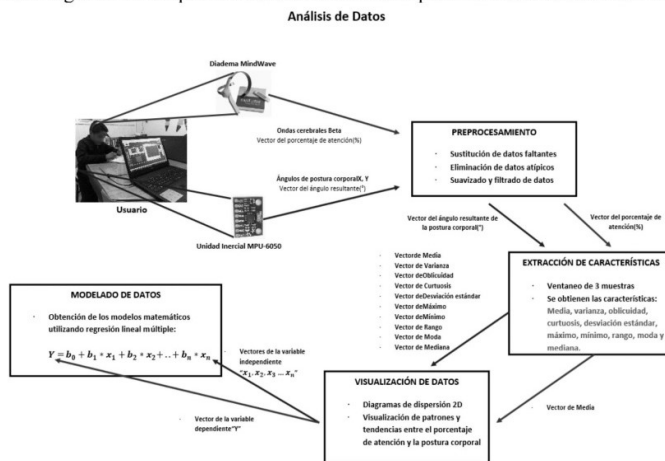 Análisis de Datos
Diadema MindWave
Ondas cerebrales Beta
Vector del porcentaje de atención(%)
PREPROCESAMIENTO
· Sustitución de datos faltantes
· Eliminación de datos atípicos
· Suavizado y filtrado de datos
Ángulos de postura corporalX, Y
Vector del ángulo resultante(°)
Usuario
Unidad Inercial MPU-6050
Vector del ángulo resultante de
la postura corporal(°)
Vector del porcentaje de
atención(%)
EXTRACCIÓN DE CARACTERÍSTICAS
· Ventaneo de 3 muestras
· Se obtienen las características:
Media, varianza, oblicuidad,
curtuosis, desviación estándar,
máximo, mínimo, rango, moda y
mediana.
· Vectorde Media
· Vector de Varianza
· Vector deOblicuidad
· Vector de Curtuosis
· Vector deDesviación estándar
· Vector deMáximo
· Vector deMínimo
· Vector de Rango
· Vector de Moda
· Vector de Mediana
MODELADO DE DATOS
· Obtención de los modelos matemáticos
utilizando regresión lineal múltiple:
Y = b₀ + b₁ * x₁ + b₂ * x₂ + .. + bₙ * xₙ
· Vectores de la variable
independiente
"x₁, x₂, x₃ ... xₙ"
VISUALIZACIÓN DE DATOS
· Diagramas de dispersión 2D
· Visualización de patrones y
tendencias entre el porcentaje
de atención y la postura corporal
· Vector de Media
· Vector de la variable
dependiente"Y"